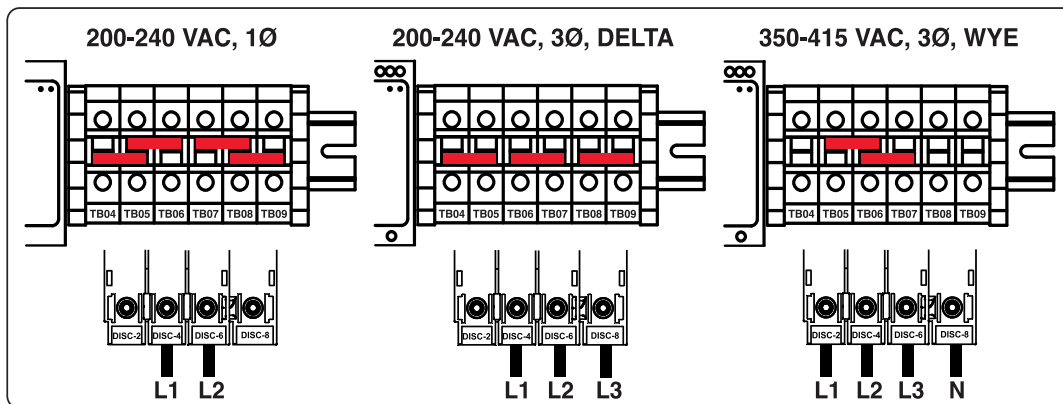 200-240 VAC, 1Ø
200-240 VAC, 3Ø, DELTA
350-415 VAC, 3Ø, WYE
TB04 TB05 TB06 TB07 TB08 TB09
TB04 TB05 TB06 TB07 TB08 TB09
TB04 TB05 TB06 TB07 TB08 TB09
DISC-2 DISC-4 DISC-6 DISC-8
DISC-2 DISC-4 DISC-6 DISC-8
DISC-2 DISC-4 DISC-6 DISC-8
L1 L2
L1 L2 L3
L1 L2 L3 N